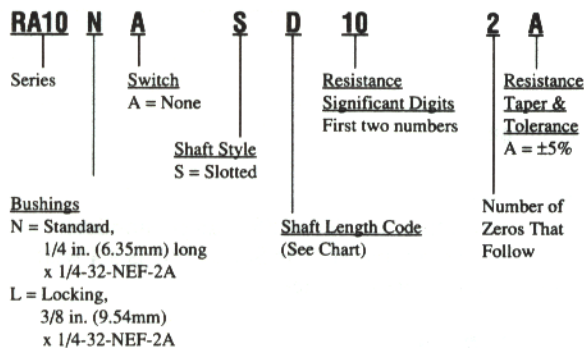 RA10 N A S D 10 2 A
Series
Switch
A = None
Resistance
Significant Digits
First two numbers
Resistance
Taper &
Tolerance
A = ±5%
Shaft Style
S = Slotted
Bushings
N = Standard,
1/4 in. (6.35mm) long
x 1/4-32-NEF-2A
L = Locking,
3/8 in. (9.54mm)
x 1/4-32-NEF-2A
Shaft Length Code
(See Chart)
Number of
Zeros That
Follow